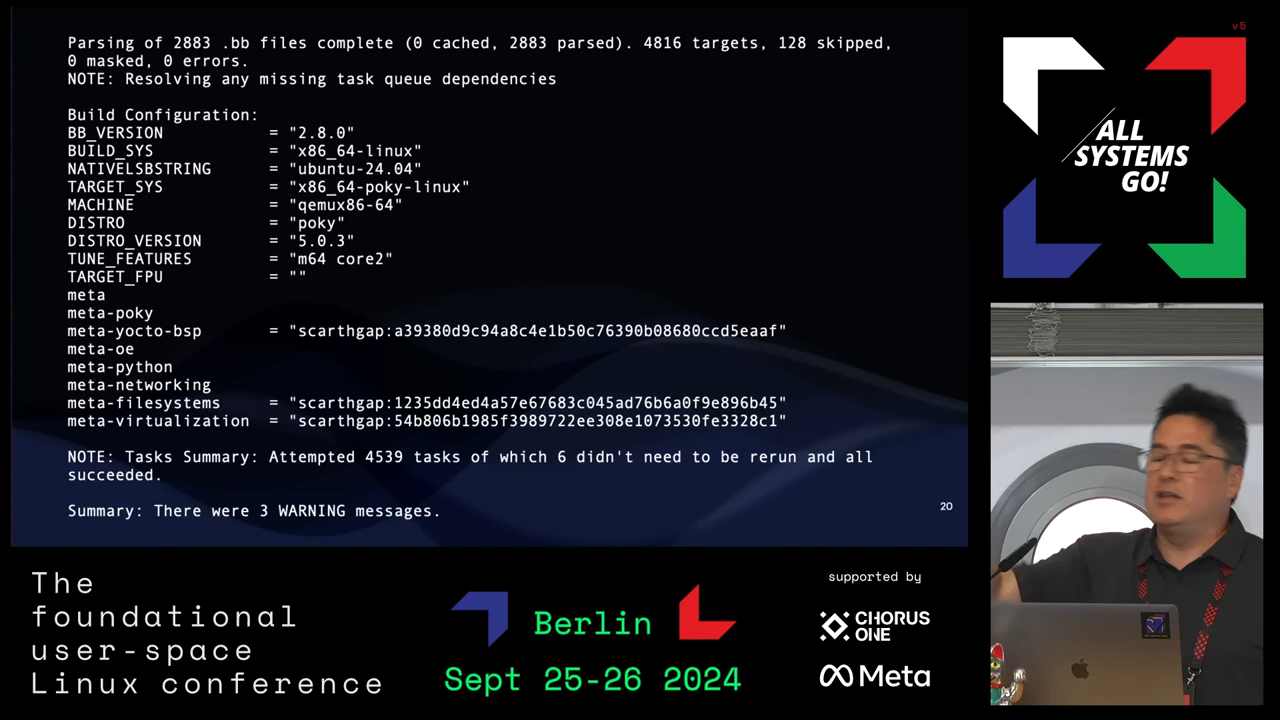 Parsing of 2883 .bb files complete (0 cached, 2883 parsed). 4816 targets, 128 skipped,
0 masked, 0 errors.
NOTE: Resolving any missing task queue dependencies
Build Configuration:
BB_VERSION = "2.8.0"
BUILD_SYS = "x86_64-linux"
NATIVELSBSTRING = "ubuntu-24.04"
TARGET_SYS = "x86_64-poky-linux"
MACHINE = "qemux86-64"
DISTRO = "poky"
DISTRO_VERSION = "5.0.3"
TUNE_FEATURES = "m64 core2"
TARGET_FPU = ""
meta
meta-poky
meta-yocto-bsp = "scarthgap:a39380d9c94a8c4e1b50c76390b08680ccd5eaaf"
meta-oe
meta-python
meta-networking
meta-filesystems = "scarthgap:1235dd4ed4a57e67683c045ad76b6a0f9e896b45"
meta-virtualization = "scarthgap:54b806b1985f3989722ee308e1073530fe3328c1"
NOTE: Tasks Summary: Attempted 4539 tasks of which 6 didn't need to be rerun and all
succeeded.
Summary: There were 3 WARNING messages.
20
v5
ALL
SYSTEMS
GO!
The
foundational
user-space
Linux conference
Berlin
Sept 25-26 2024
supported by
CHORUS
ONE
Meta